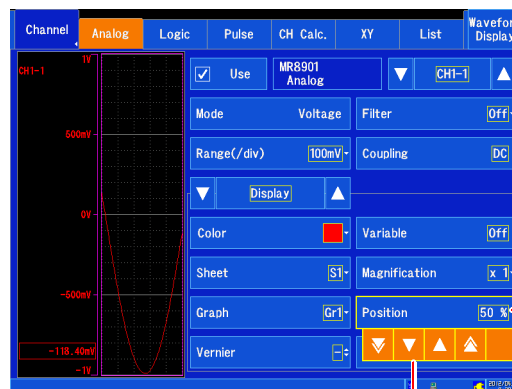 Channel Analog Logic Pulse CH Calc. XY List Wavefor
Display
CH1-1 1V
500mV
0V
-500mV
-118.40mV
-1V
Use MR8901
Analog CH1-1
Mode Voltage Filter Off
Range(/div) 100mV Coupling DC
Display
Color Variable Off
Sheet S1 Magnification x 1
Graph Gr1 Position 50 %
Vernier